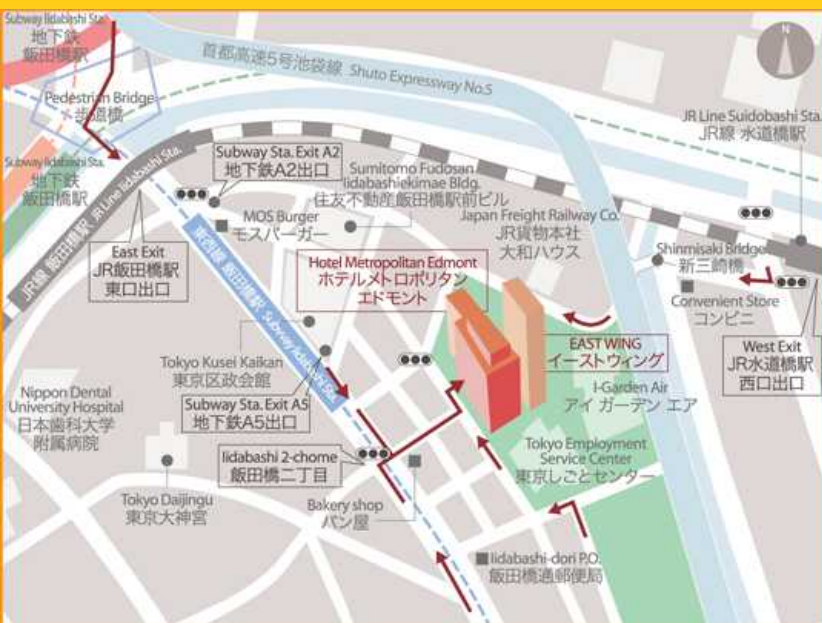 Subway Iidabashi Sta.
地下鉄
飯田橋駅
首都高速5号池袋線 Shuto Expressway No.5
N
Pedestrian Bridge
歩道橋
JR Line Suidobashi Sta.
JR線 水道橋駅
Subway Iidabashi Sta.
地下鉄
飯田橋駅
JR線 飯田橋駅 JR Line Iidabashi Sta.
Subway Sta. Exit A2
地下鉄A2出口
Sumitomo Fudosan
Iidabashiekimae Bldg.
住友不動産飯田橋駅前ビル
MOS Burger
モスバーガー
Japan Freight Railway Co.
JR貨物本社
大和ハウス
East Exit
JR飯田橋駅
東口出口
東西線 飯田橋駅 Subway Iidabashi Sta.
Hotel Metropolitan Edmont
ホテルメトロポリタン
エドモント
Shinmisaki Bridge
新三崎橋
Convenient Store
コンビニ
EAST WING
イーストウィング
West Exit
JR水道橋駅
西口出口
Tokyo Kusei Kaikan
東京区政会館
Nippon Dental
University Hospital
日本歯科大学
附属病院
Subway Sta. Exit A5
地下鉄A5出口
I-Garden Air
アイ ガーデン エア
Iidabashi 2-chome
飯田橋二丁目
Tokyo Employment
Service Center
東京しごとセンター
Tokyo Daijingu
東京大神宮
Bakery shop
パン屋
Iidabashi-dori P.O.
飯田橋通郵便局